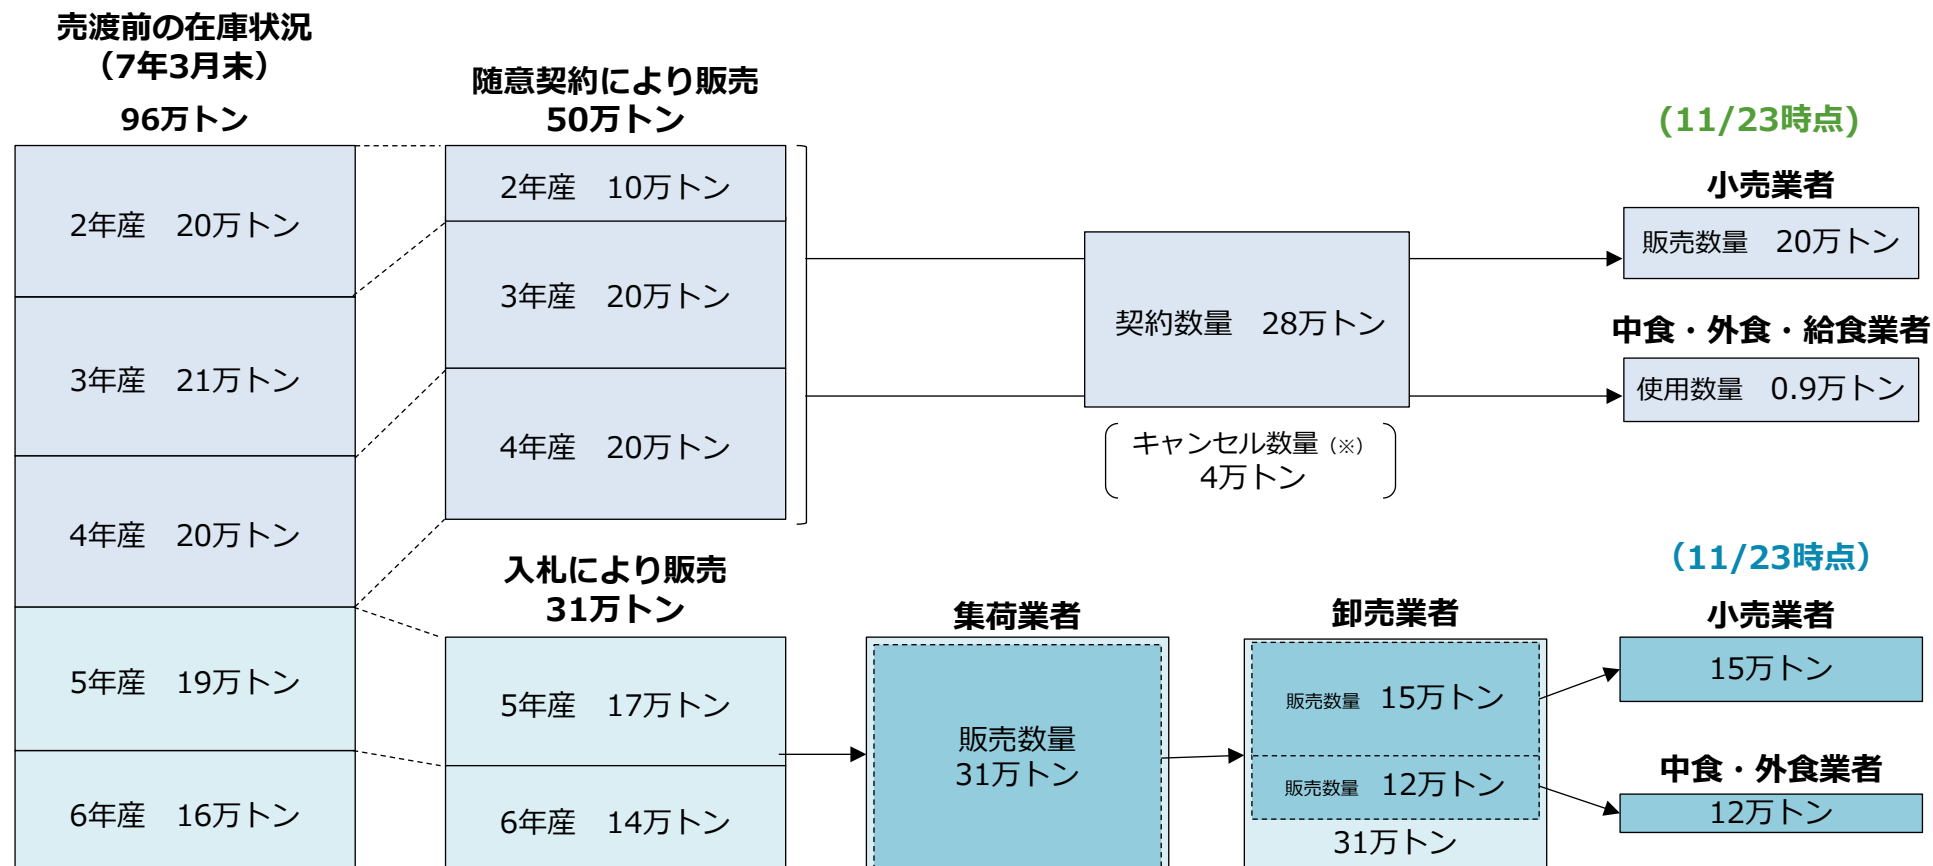 売渡前の在庫状況
（7年3月末）
96万トン
2年産　20万トン
3年産　21万トン
4年産　20万トン
5年産　19万トン
6年産　16万トン
随意契約により販売
50万トン
2年産　10万トン
3年産　20万トン
4年産　20万トン
契約数量　28万トン
キャンセル数量（※）
4万トン
(11/23時点)
小売業者
販売数量　20万トン
中食・外食・給食業者
使用数量　0.9万トン
入札により販売
31万トン
5年産　17万トン
6年産　14万トン
集荷業者
販売数量
31万トン
卸売業者
販売数量　15万トン
販売数量　12万トン
31万トン
（11/23時点）
小売業者
15万トン
中食・外食業者
12万トン